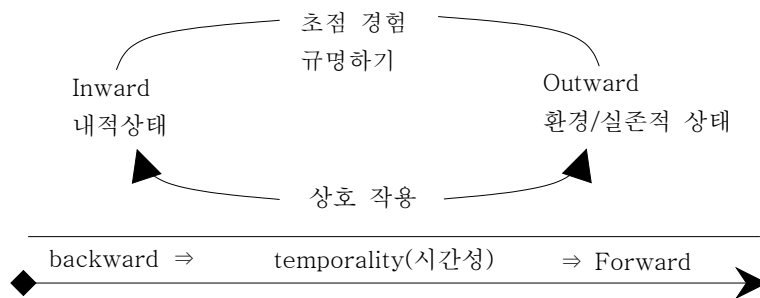 초점 경험
규명하기
Inward
내적상태
Outward
환경/실존적 상태
상호 작용
backward ⇒ temporality(시간성) ⇒ Forward